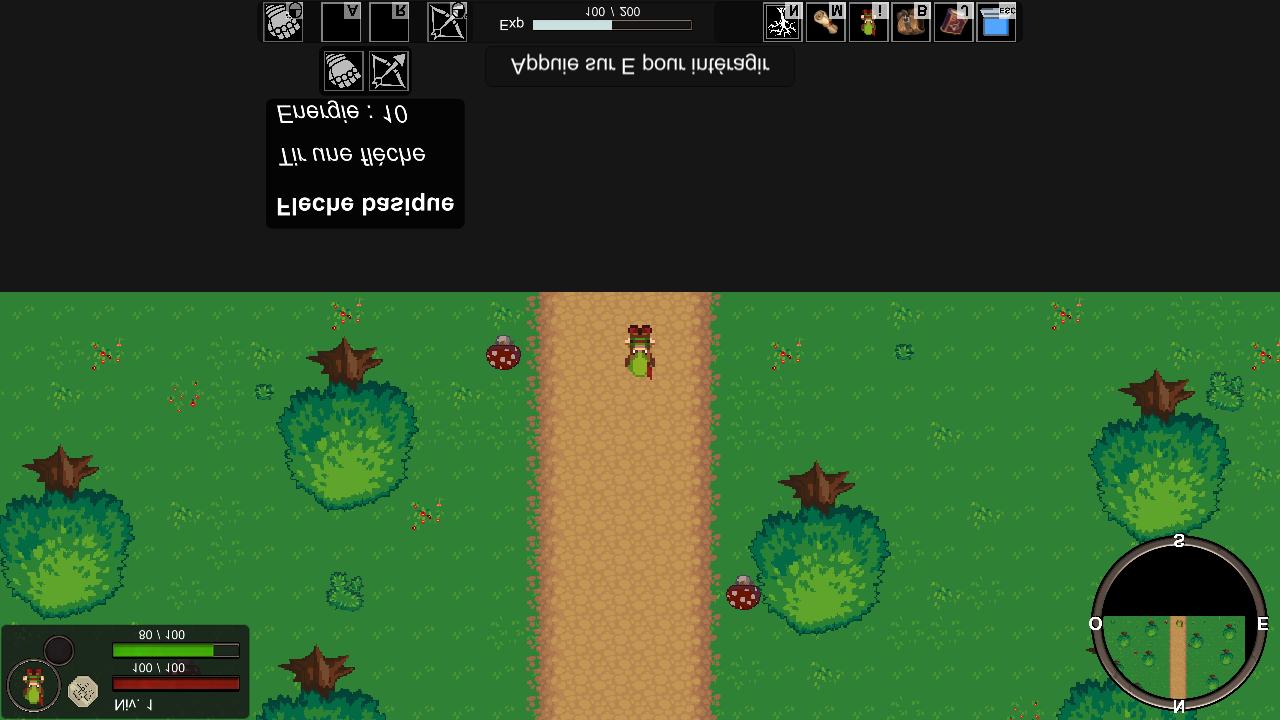 Niv. 1
100 / 100
80 / 100
N
O E
S
Fleche basique
Tir une flèche
Energie : 10
Appuie sur E pour intéragir
A R
Exp 100 / 200
N M i B J ESC